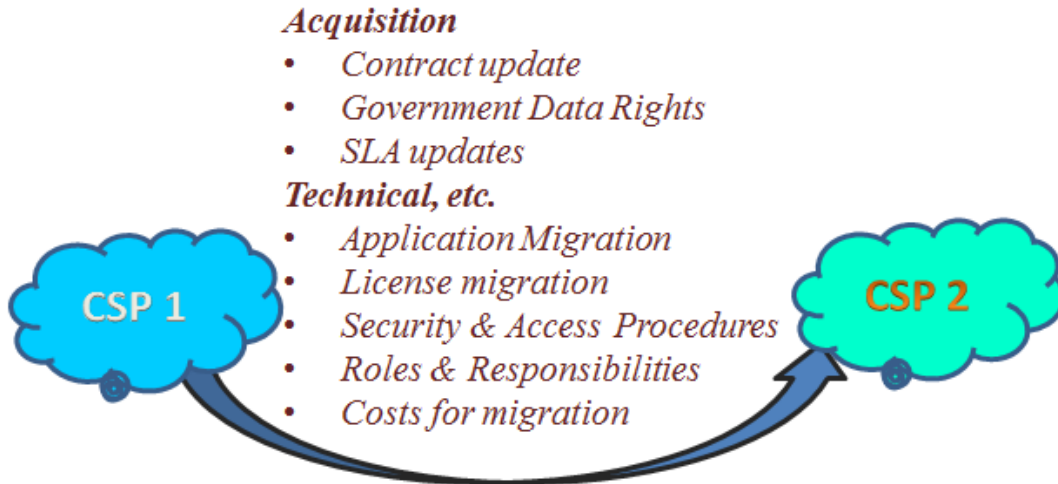 Acquisition
• Contract update
• Government Data Rights
• SLA updates
Technical, etc.
• Application Migration
• License migration
• Security & Access Procedures
• Roles & Responsibilities
• Costs for migration
CSP 1
CSP 2